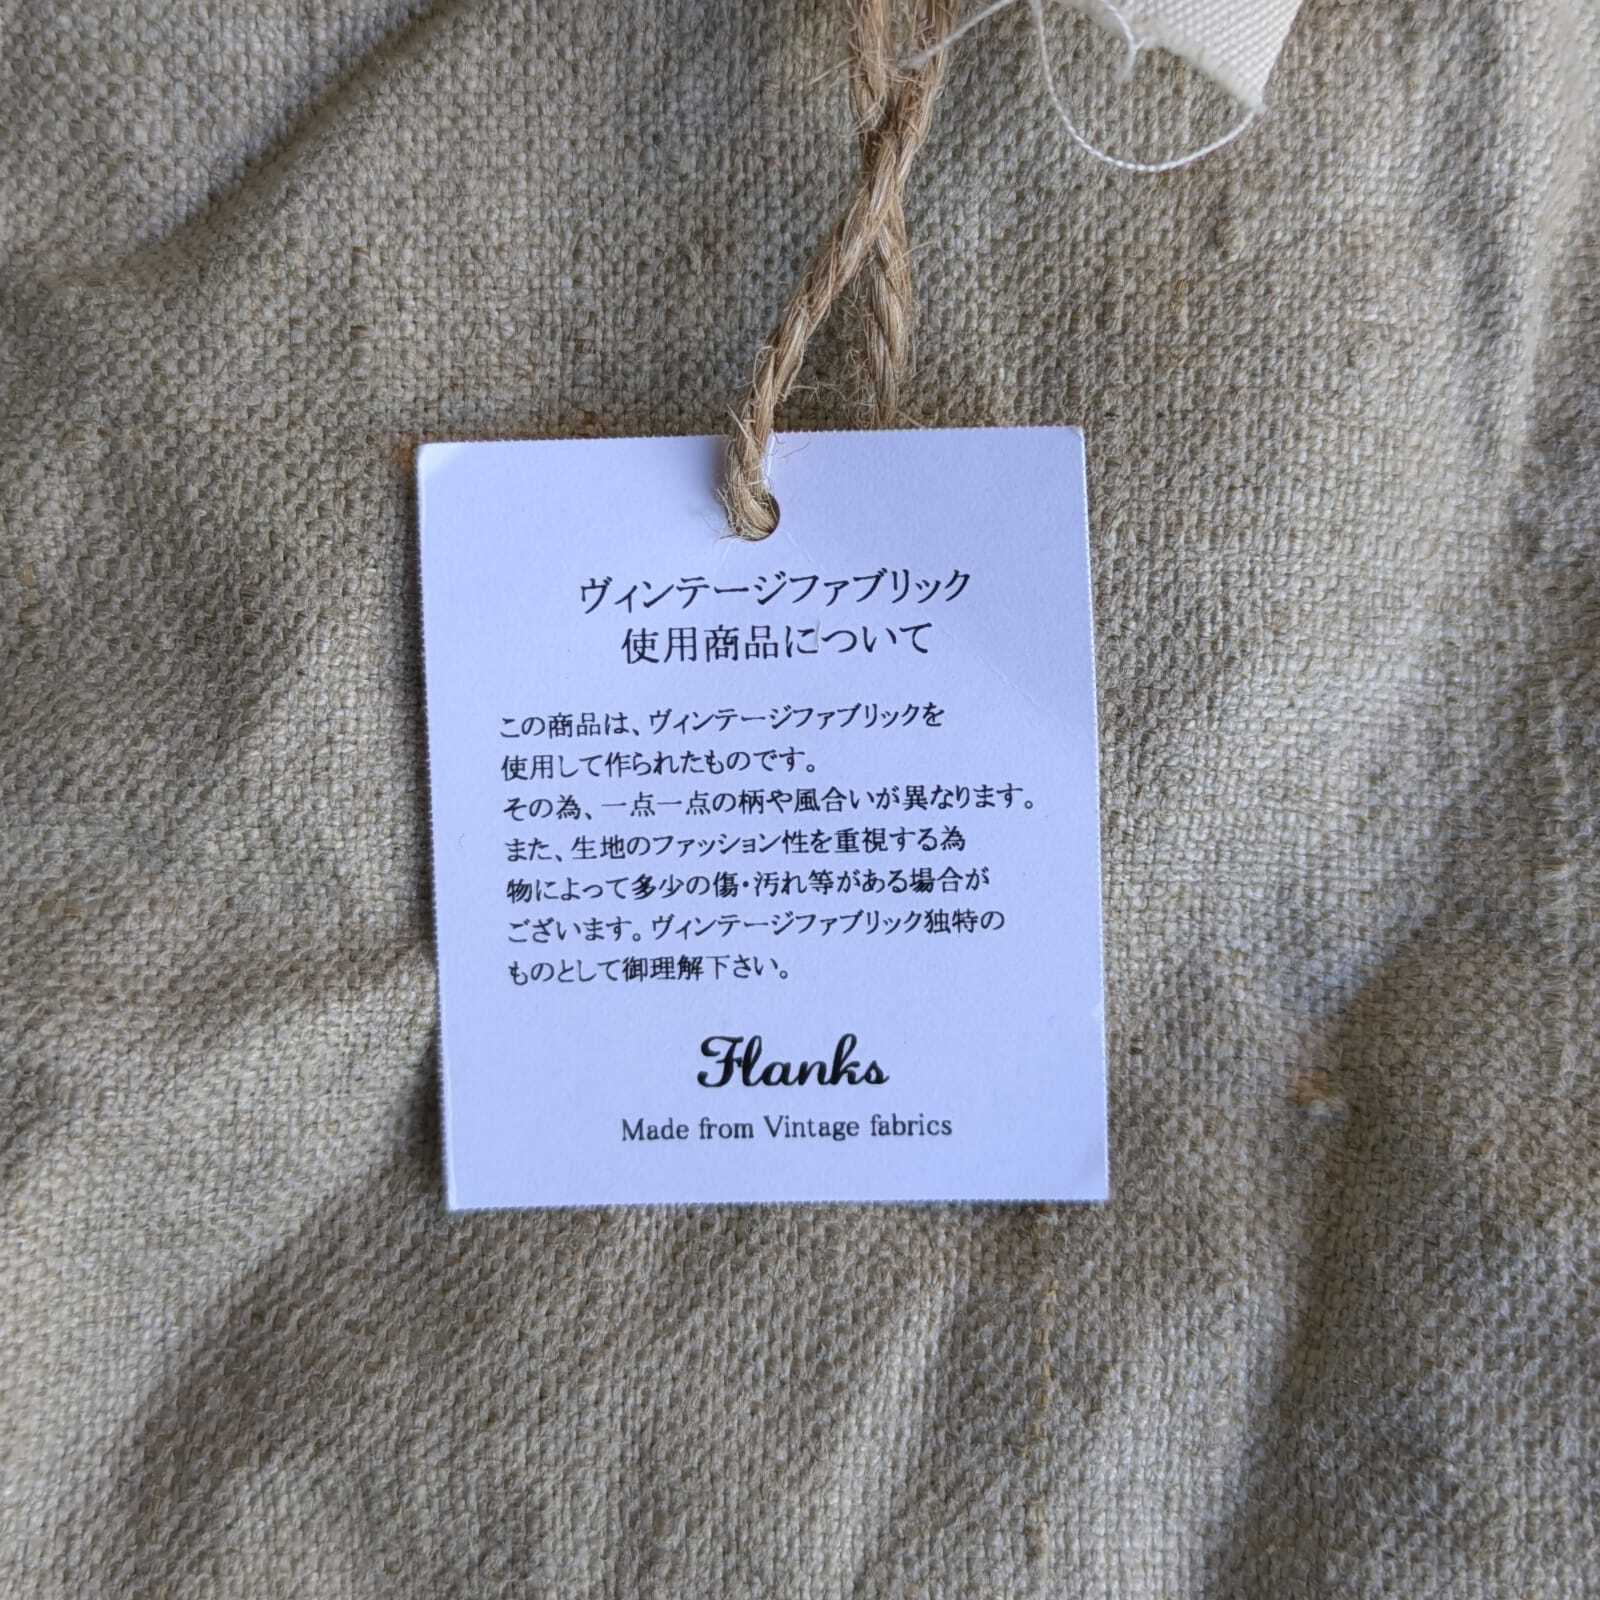 ヴィンテージファブリック
使用商品について
この商品は、ヴィンテージファブリックを
使用して作られたものです。
その為、一点一点の柄や風合いが異なります。
また、生地のファッション性を重視する為
物によって多少の傷・汚れ等がある場合が
ございます。ヴィンテージファブリック独特の
ものとして御理解下さい。
Flanks
Made from Vintage fabrics